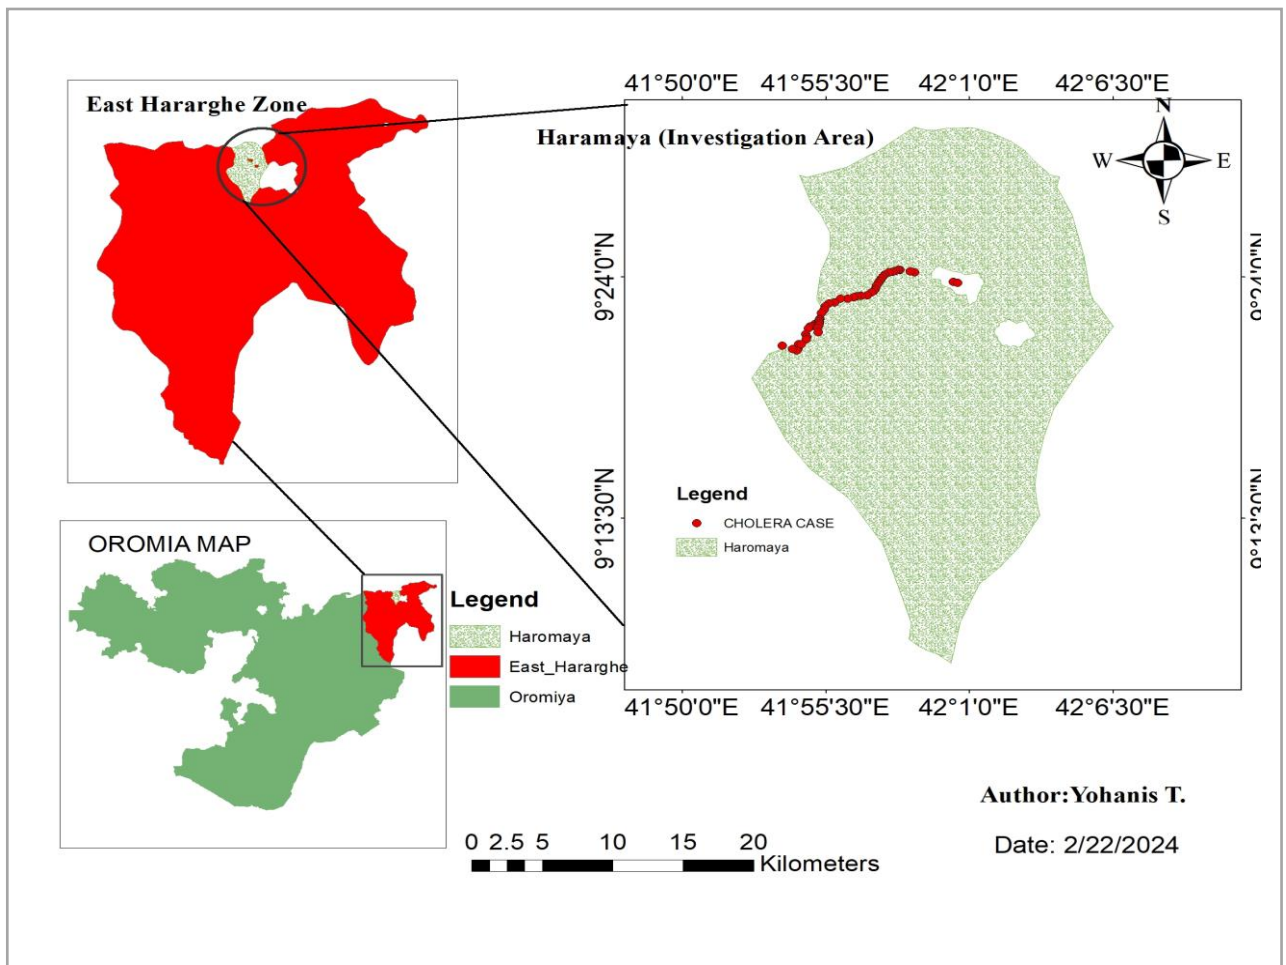 East Hararghe Zone
41°50'0"E 41°55'30"E 42°1'0"E 42°6'30"E
Haramaya (Investigation Area)
N
W E
S
9°24'0"N
9°24'0"N
9°13'30"N
9°13'30"N
Legend
CHOLERA CASE
Haromaya
41°50'0"E 41°55'30"E 42°1'0"E 42°6'30"E
OROMIA MAP
Legend
Haromaya
East_Hararghe
Oromiya
Author:Yohanis T.
Date: 2/22/2024
0 2.5 5 10 15 20
Kilometers